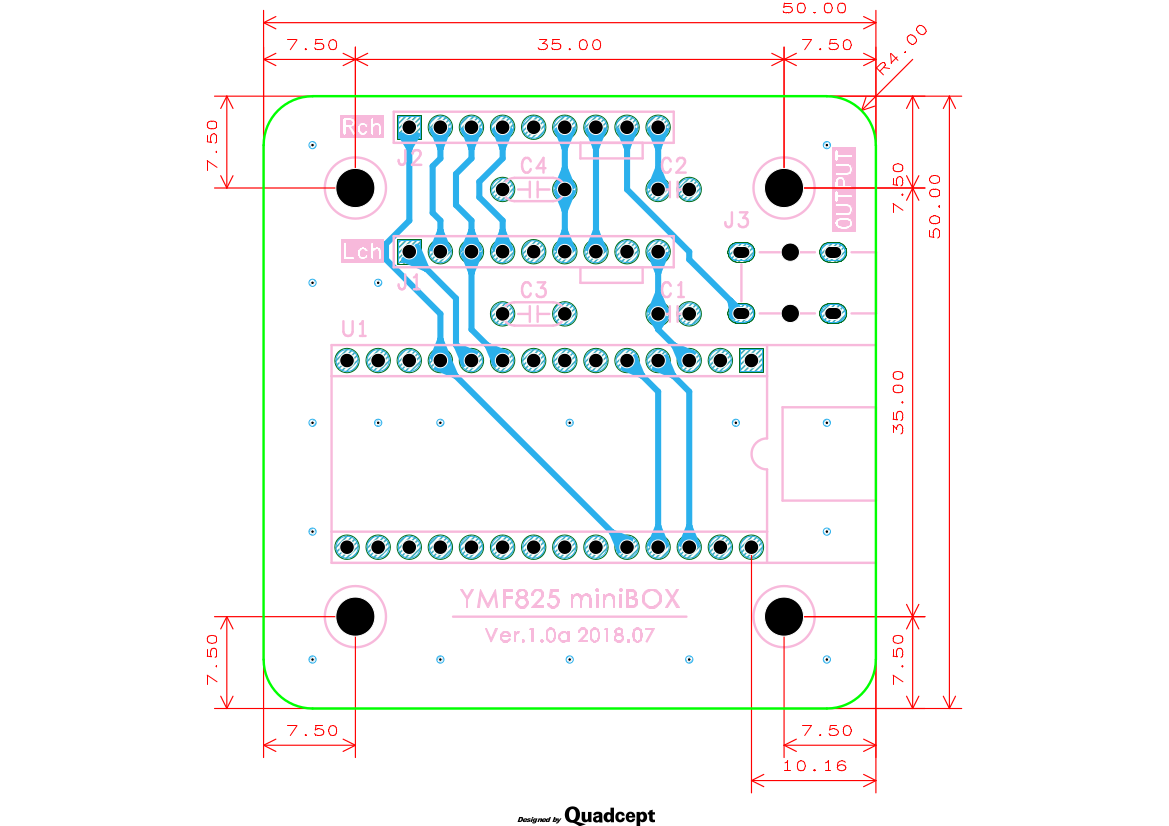 50.00
7.50 35.00 7.50
R4.00
7.50
Rch
J2
C4
C2
OUTPUT
7.50
50.00
J3
Lch
J1
C3
C1
U1
35.00
YMF825 miniBOX
Ver.1.0a 2018.07
7.50
7.50
7.50
7.50
10.16
Designed by Quadcept